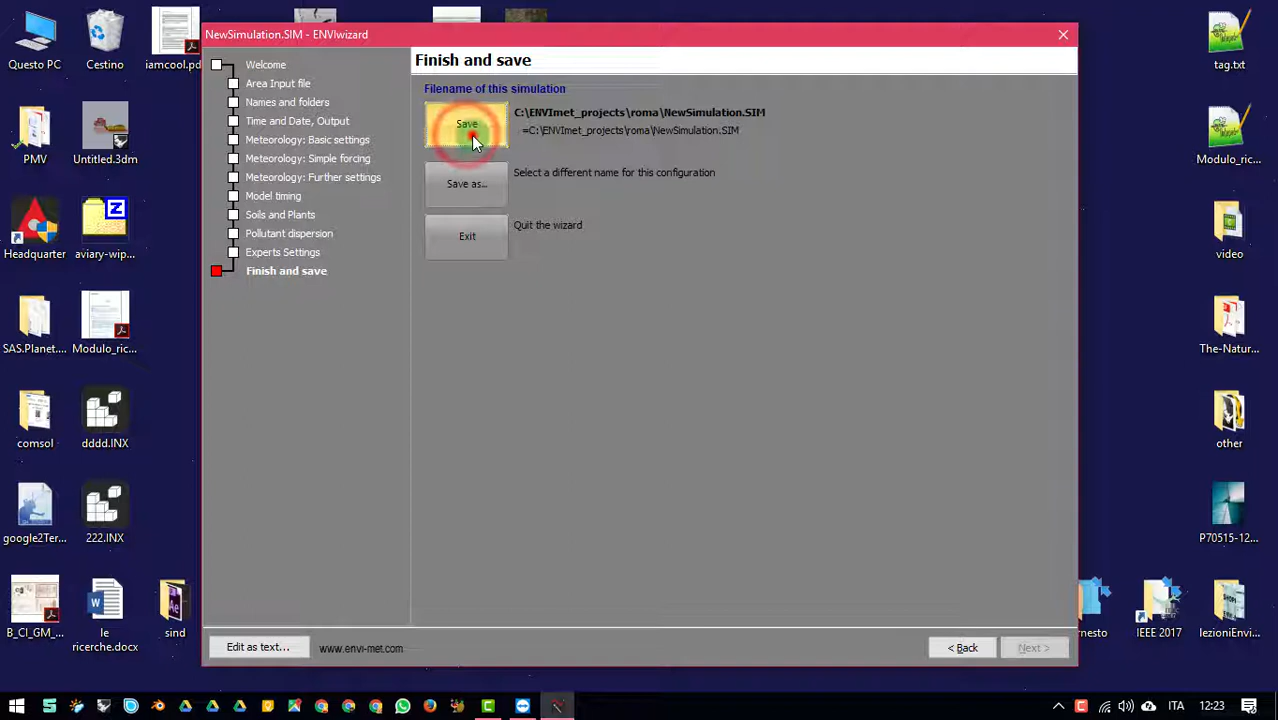 NewSimulation.SIM - ENVIwizard
Welcome
Area Input file
Names and folders
Time and Date, Output
Meteorology: Basic settings
Meteorology: Simple forcing
Meteorology: Further settings
Model timing
Soils and Plants
Pollutant dispersion
Experts Settings
Finish and save
Finish and save
Filename of this simulation
Save
C:\ENVImet_projects\roma\NewSimulation.SIM
=C:\ENVImet_projects\roma\NewSimulation.SIM
Save as...
Select a different name for this configuration
Exit
Quit the wizard
Edit as text...
www.envi-met.com
< Back
Next >
Questo PC
Cestino
iamcool.pd
PMV
Untitled.3dm
Headquarter
aviary-wip...
Z
SAS.Planet....
Modulo_ric...
comsol
dddd.INX
google2Ter...
222.INX
B_CI_GM_...
le
ricerche.docx
Ae
sind
tag.txt
Modulo_ric...
video
The-Natur...
other
P70515-12...
rnesto
IEEE 2017
lezioniEnvi...
ITA
12:23